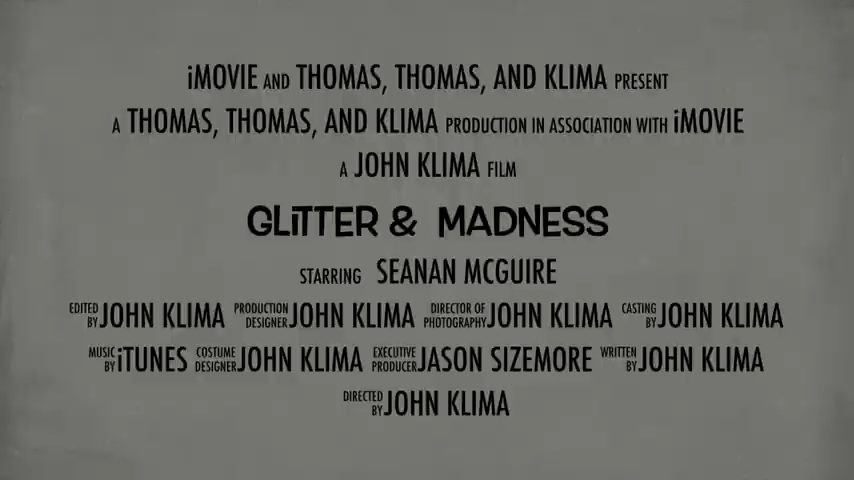 iMOVIE AND THOMAS, THOMAS, AND KLIMA PRESENT
A THOMAS, THOMAS, AND KLIMA PRODUCTION IN ASSOCIATION WITH iMOVIE
A JOHN KLIMA FILM
GLiTTER & MADNESS
STARRING SEANAN MCGUIRE
EDITED BY JOHN KLIMA PRODUCTION DESIGNER JOHN KLIMA DIRECTOR OF PHOTOGRAPHY JOHN KLIMA CASTING BY JOHN KLIMA
MUSIC BY iTUNES COSTUME DESIGNER JOHN KLIMA EXECUTIVE PRODUCER JASON SIZEMORE WRITTEN BY JOHN KLIMA
DIRECTED BY JOHN KLIMA